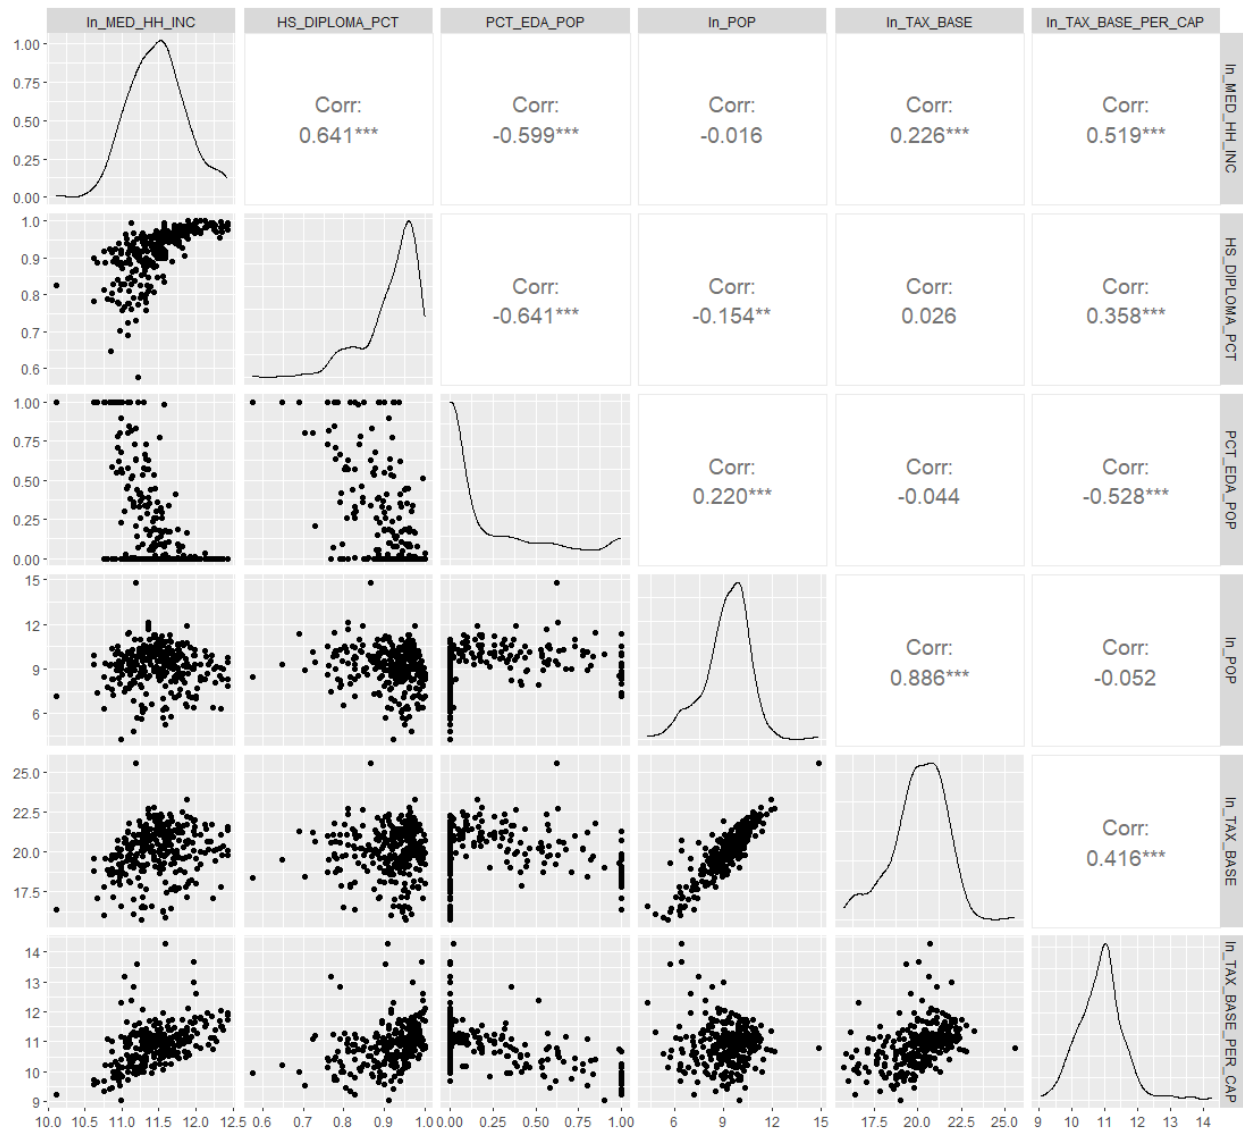 ln_MED_HH_INC
HS_DIPLOMA_PCT
PCT_EDA_POP
ln_POP
ln_TAX_BASE
ln_TAX_BASE_PER_CAP
1.00
0.75
0.50
0.25
0.00
Corr:
0.641***
Corr:
-0.599***
Corr:
-0.016
Corr:
0.226***
Corr:
0.519***
ln_MED_HH_INC
1.0
0.9
0.8
0.7
0.6
Corr:
-0.641***
Corr:
-0.154**
Corr:
0.026
Corr:
0.358***
HS_DIPLOMA_PCT
1.00
0.75
0.50
0.25
0.00
Corr:
0.220***
Corr:
-0.044
Corr:
-0.528***
PCT_EDA_POP
15
12
9
6
Corr:
0.886***
Corr:
-0.052
ln_POP
25.0
22.5
20.0
17.5
Corr:
0.416***
ln_TAX_BASE
14
13
12
11
10
9
ln_TAX_BASE_PER_CAP
10.0 10.5 11.0 11.5 12.0 12.5
0.6 0.7 0.8 0.9 1.0
0.00 0.25 0.50 0.75 1.00
6 9 12 15
17.5 20.0 22.5 25.0
9 10 11 12 13 14